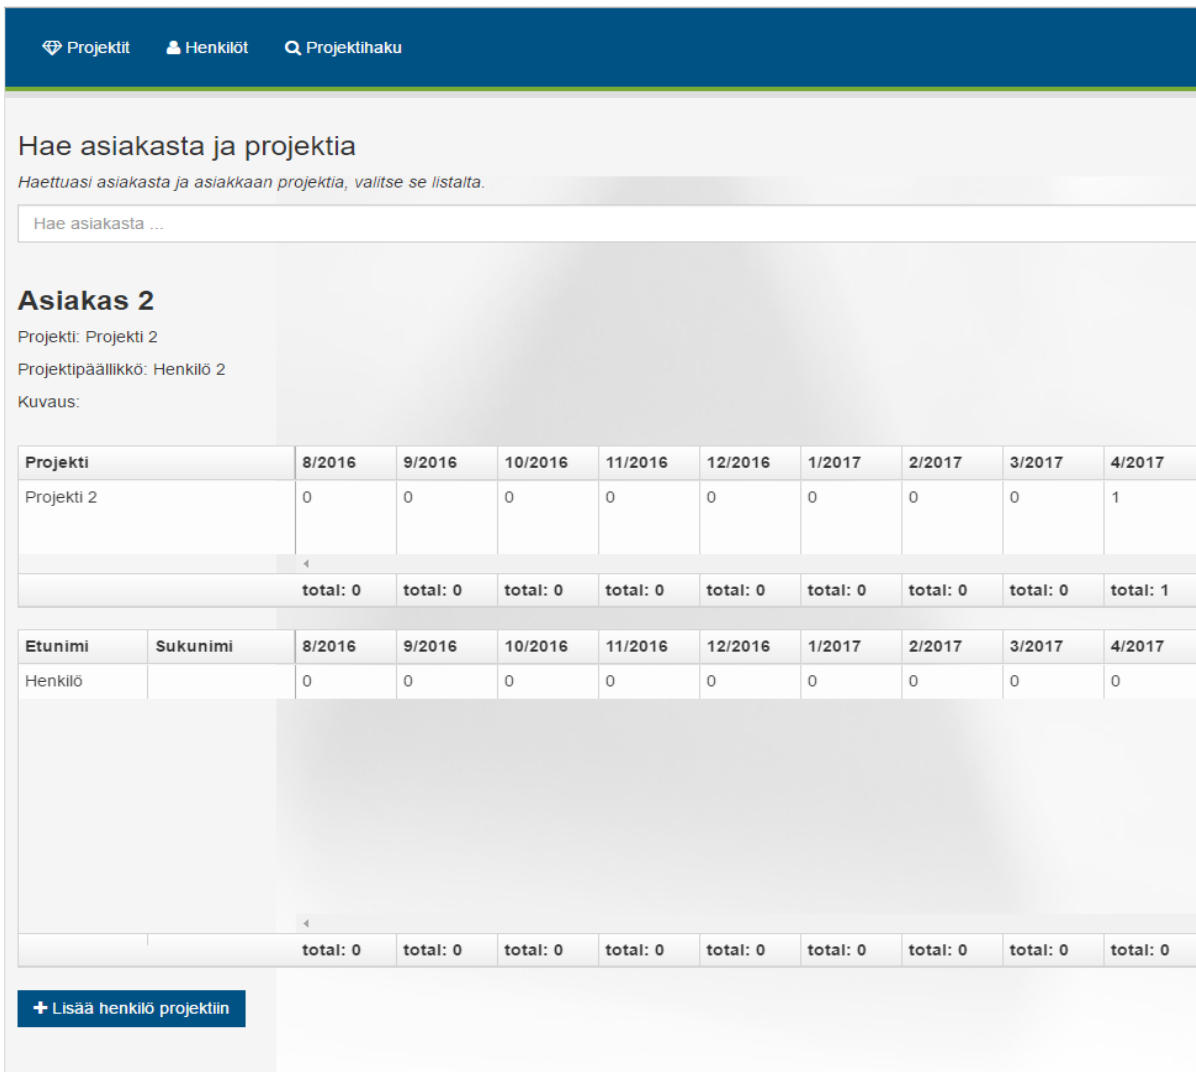 Projektit Henkilöt Projektihaku
Hae asiakasta ja projektia
Haettuasi asiakasta ja asiakkaan projektia, valitse se listalta.
Hae asiakasta ...
Asiakas 2
Projekti: Projekti 2
Projektipäällikkö: Henkilö 2
Kuvaus:
Projekti 8/2016 9/2016 10/2016 11/2016 12/2016 1/2017 2/2017 3/2017 4/2017
Projekti 2 0 0 0 0 0 0 0 0 1
total: 0 total: 0 total: 0 total: 0 total: 0 total: 0 total: 0 total: 0 total: 1
Etunimi Sukunimi 8/2016 9/2016 10/2016 11/2016 12/2016 1/2017 2/2017 3/2017 4/2017
Henkilö 0 0 0 0 0 0 0 0 0
total: 0 total: 0 total: 0 total: 0 total: 0 total: 0 total: 0 total: 0 total: 0
+ Lisää henkilö projektiin